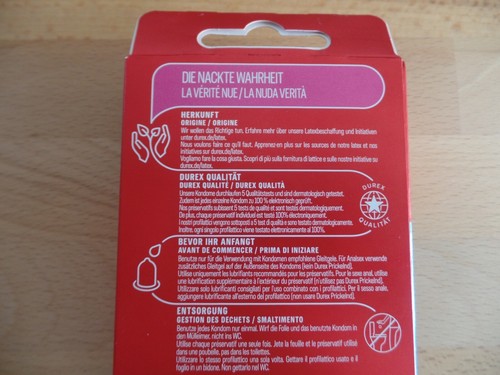 DIE NACKTE WAHRHEIT
LA VÉRITÉ NUE / LA NUDA VERITÀ
HERKUNFT
ORIGINE / ORIGINE
Wir wollen das Richtige tun. Erfahre mehr über unsere Latexbeschaffung und Initiativen
unter durex.de/latex.
Nous voulons faire ce qu'il faut. Apprenez-en plus sur les sources de notre latex et nos
initiatives sur durex.de/latex.
Vogliamo fare la cosa giusta. Scopri di più sulla fornitura di lattice e sulle nostre iniziative su
durex.de/latex.
DUREX QUALITÄT
DUREX QUALITÉ / DUREX QUALITÀ
Unsere Kondome durchlaufen 5 Qualitätstests und sind dermatologisch getestet.
Zudem ist jedes einzelne Kondom zu 100 % elektronisch geprüft.
Nos préservatifs subissent 5 tests de qualité et sont testés dermatologiquement.
De plus, chaque préservatif individuel est testé 100% électroniquement.
I nostri profilattici vengono sottoposti a 5 test di qualità e sono dermatologicamente testati.
Inoltre, ogni singolo profilattico viene testato elettronicamente al 100%.
DUREX
QUALITÄT
BEVOR IHR ANFANGT
AVANT DE COMMENCER / PRIMA DI INIZIARE
Benutze nur für die Verwendung mit Kondomen empfohlene Gleitgele. Für Analsex verwende
zusätzliches Gleitgel auf der Außenseite des Kondoms (kein Durex Prickelnd).
Utilise uniquement les lubrifiants recommandés pour les préservatifs. Pour le sexe anal, utilise
une lubrification supplémentaire à l'extérieur du préservatif (n'utilisez pas Durex Prickelnd).
Utilizzare solo lubrificanti consigliati per l'uso combinato con i profilattici. Per il sesso anale,
aggiungere lubrificante all'esterno del profilattico (non usare Durex Prickelnd).
ENTSORGUNG
GESTION DES DECHETS / SMALTIMENTO
Benutze jedes Kondom nur einmal. Wirf die Folie und das benutzte Kondom in
den Mülleimer, nicht ins WC.
Utilise chaque préservatif une seule fois. Jete la feuille et le préservatif utilisé
dans une poubelle, pas dans les toilettes.
Utilizzare lo stesso profilattico una sola volta. Gettare il profilattico usato e il
foglio in un bidone. Non gettarlo nel WC.